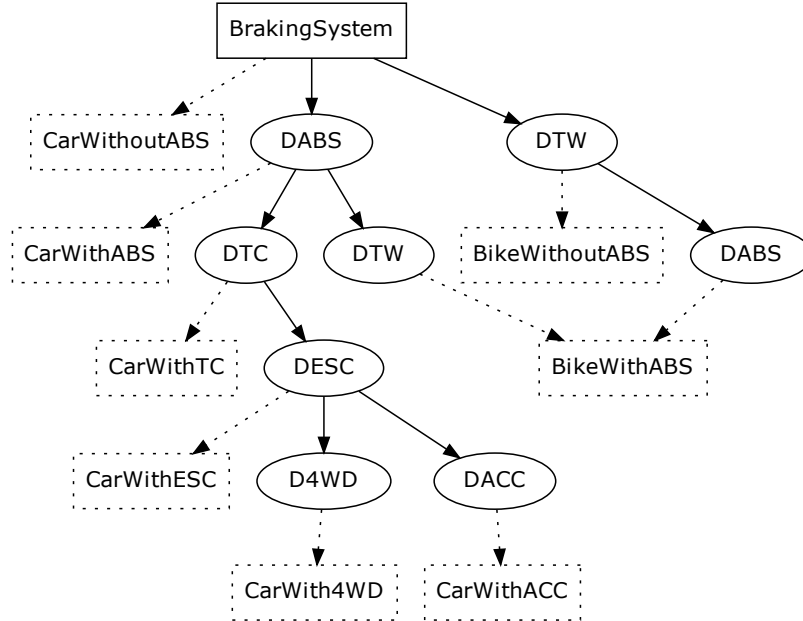 BrakingSystem
CarWithoutABS
DABS
DTW
CarWithABS
DTC
DTW
BikeWithoutABS
DABS
CarWithTC
DESC
BikeWithABS
CarWithESC
D4WD
DACC
CarWith4WD
CarWithACC